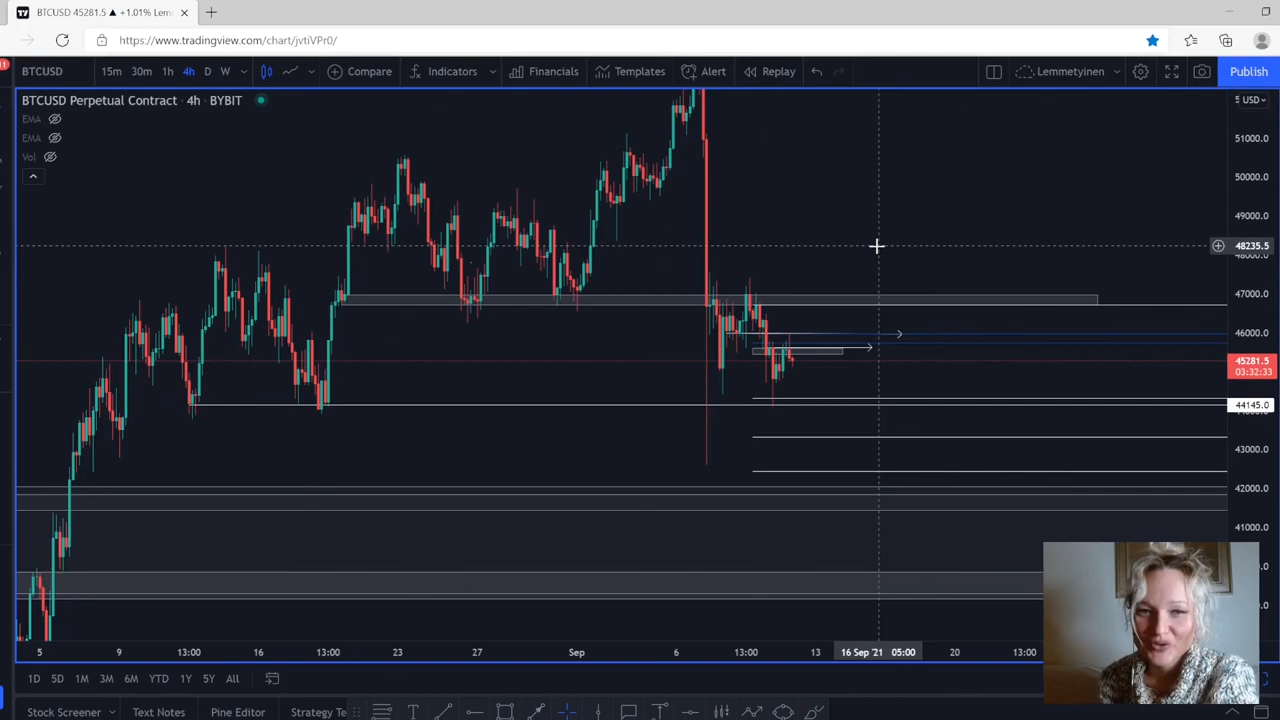 BTCUSD 45281.5 ▲ +1.01% Lem
https://www.tradingview.com/chart/jvtiVPr0/
11
BTCUSD 15m 30m 1h 4h D W Compare Indicators Financials Templates Alert Replay Lemmetyinen Publish
BTCUSD Perpetual Contract · 4h · BYBIT
EMA
EMA
Vol
USD
51000.0
50000.0
49000.0
48235.5
48000.0
47000.0
46000.0
45281.5
03:32:33
44145.0
43000.0
42000.0
41000.0
5 9 13:00 16 13:00 23 27 Sep 6 13:00 13 16 Sep '21 05:00 20 13:00
1D 5D 1M 3M 6M YTD 1Y 5Y All
Stock Screener Text Notes Pine Editor Strategy Te